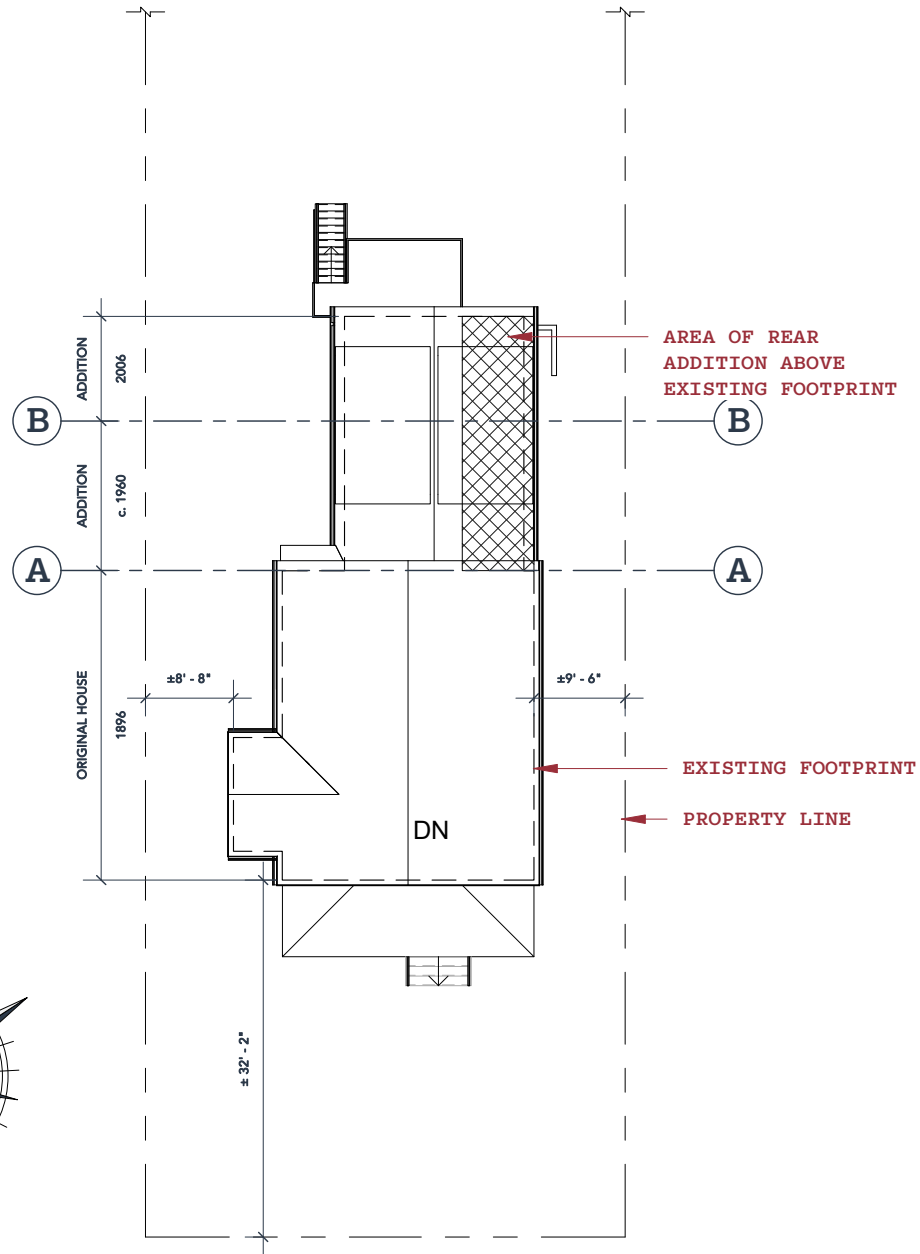 AREA OF REAR
ADDITION ABOVE
EXISTING FOOTPRINT
ADDITION
2006
B
B
ADDITION
c. 1960
A
A
ORIGINAL HOUSE
1896
±8' - 8"
±9' - 6"
EXISTING FOOTPRINT
PROPERTY LINE
DN
± 32' - 2"